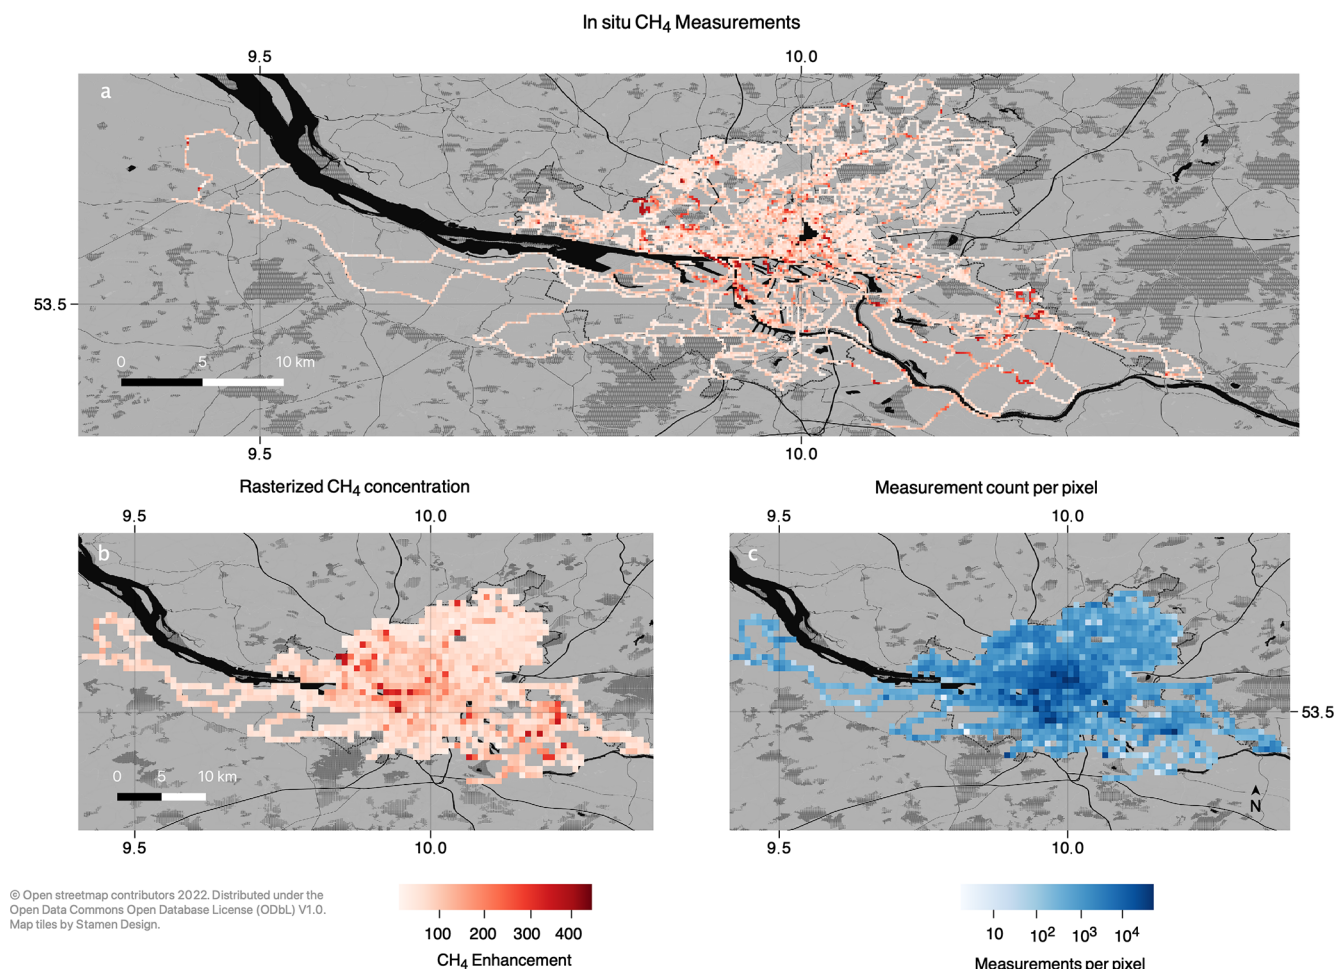 In situ CH₄ Measurements
9.5 10.0
a
53.5
0 5 10 km
9.5 10.0
Rasterized CH₄ concentration
Measurement count per pixel
9.5 10.0
9.5 10.0
b
c
53.5
0 5 10 km
N
9.5 10.0
9.5 10.0
© Open streetmap contributors 2022. Distributed under the
Open Data Commons Open Database License (ODbL) V1.0.
Map tiles by Stamen Design.
100 200 300 400
CH₄ Enhancement
10 10² 10³ 10⁴
Measurements per pixel